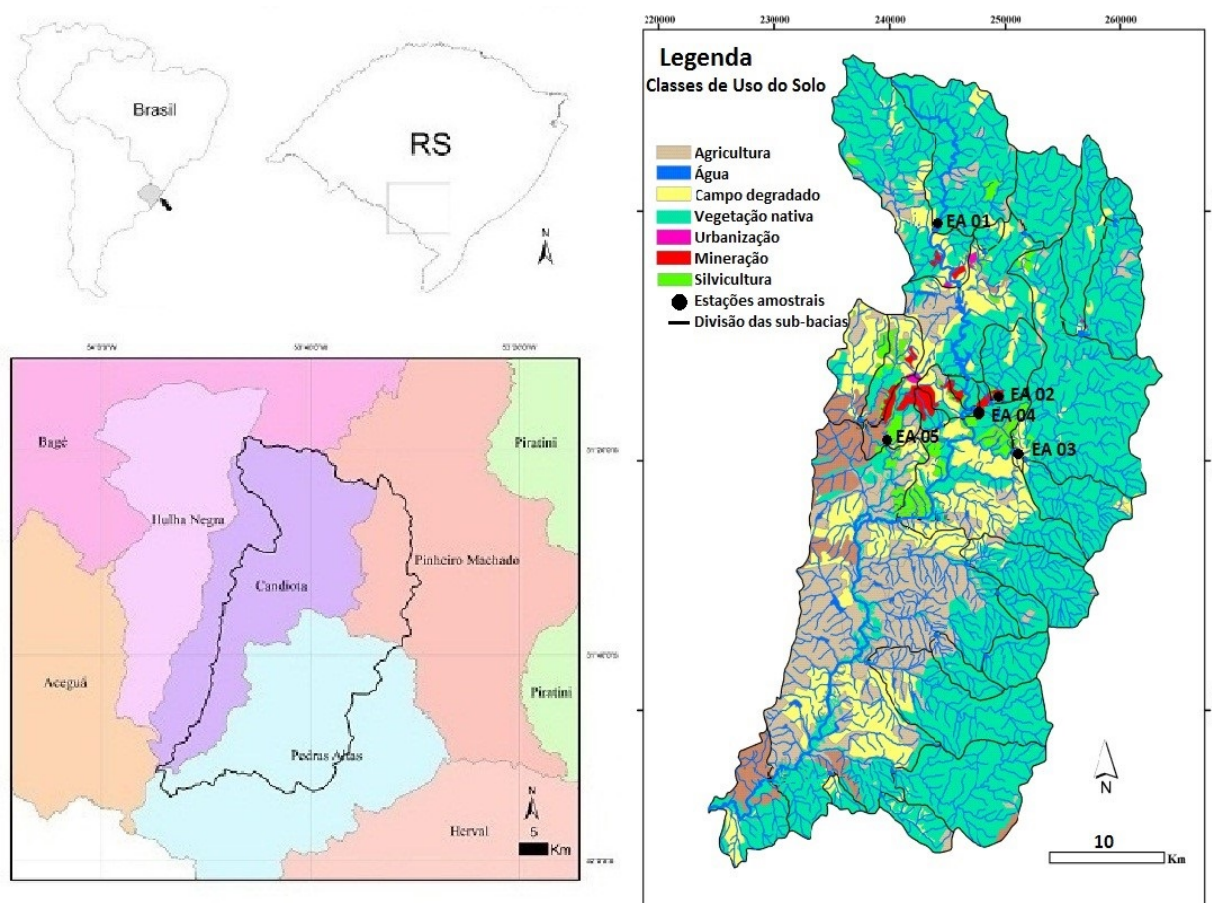 Brasil
RS
N
Bagé
Hulha Negra
Candiota
Piratini
Pinheiro Machado
Aceguá
Piratini
Pedras Altas
Herval
N
5
Km
220000 230000 240000 250000 260000
Legenda
Classes de Uso do Solo
Agricultura
Água
Campo degradado
Vegetação nativa
Urbanização
Mineração
Silvicultura
Estações amostrais
Divisão das sub-bacias
EA 01
EA 02
EA 04
EA 05
EA 03
N
10
Km